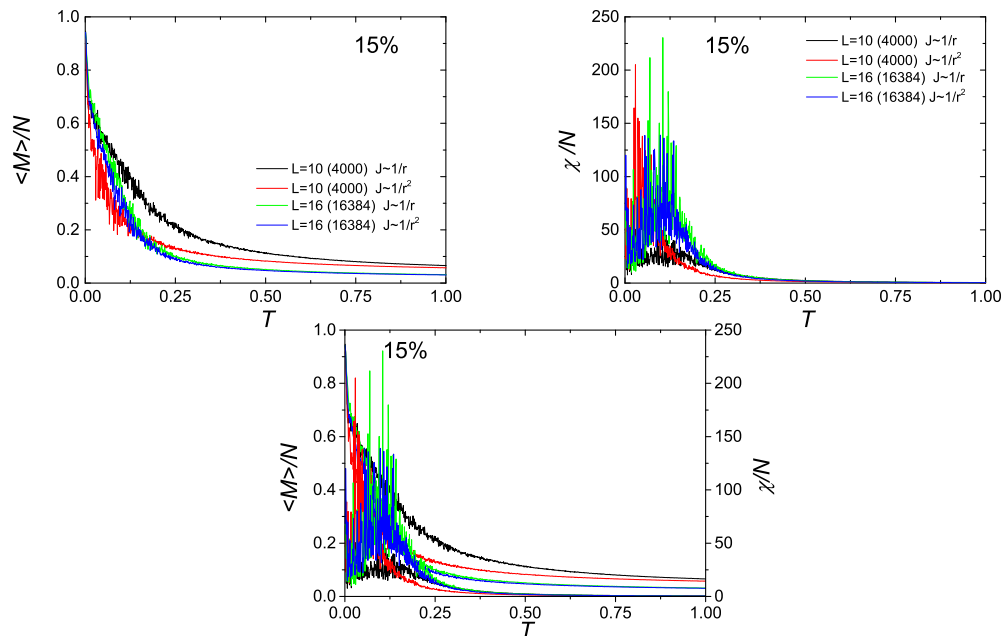 1.0
0.8
0.6
0.4
0.2
0.0
<M>/N
0.00
0.25
0.50
0.75
1.00
T
15%
L=10 (4000) J~1/r
L=10 (4000) J~1/r²
L=16 (16384) J~1/r
L=16 (16384) J~1/r²
250
200
150
100
50
0
χ/N
0.00
0.25
0.50
0.75
1.00
T
15%
L=10 (4000) J~1/r
L=10 (4000) J~1/r²
L=16 (16384) J~1/r
L=16 (16384) J~1/r²
1.0
0.8
0.6
0.4
0.2
0.0
<M>/N
0.00
0.25
0.50
0.75
1.00
T
15%
250
200
150
100
50
0
χ/N